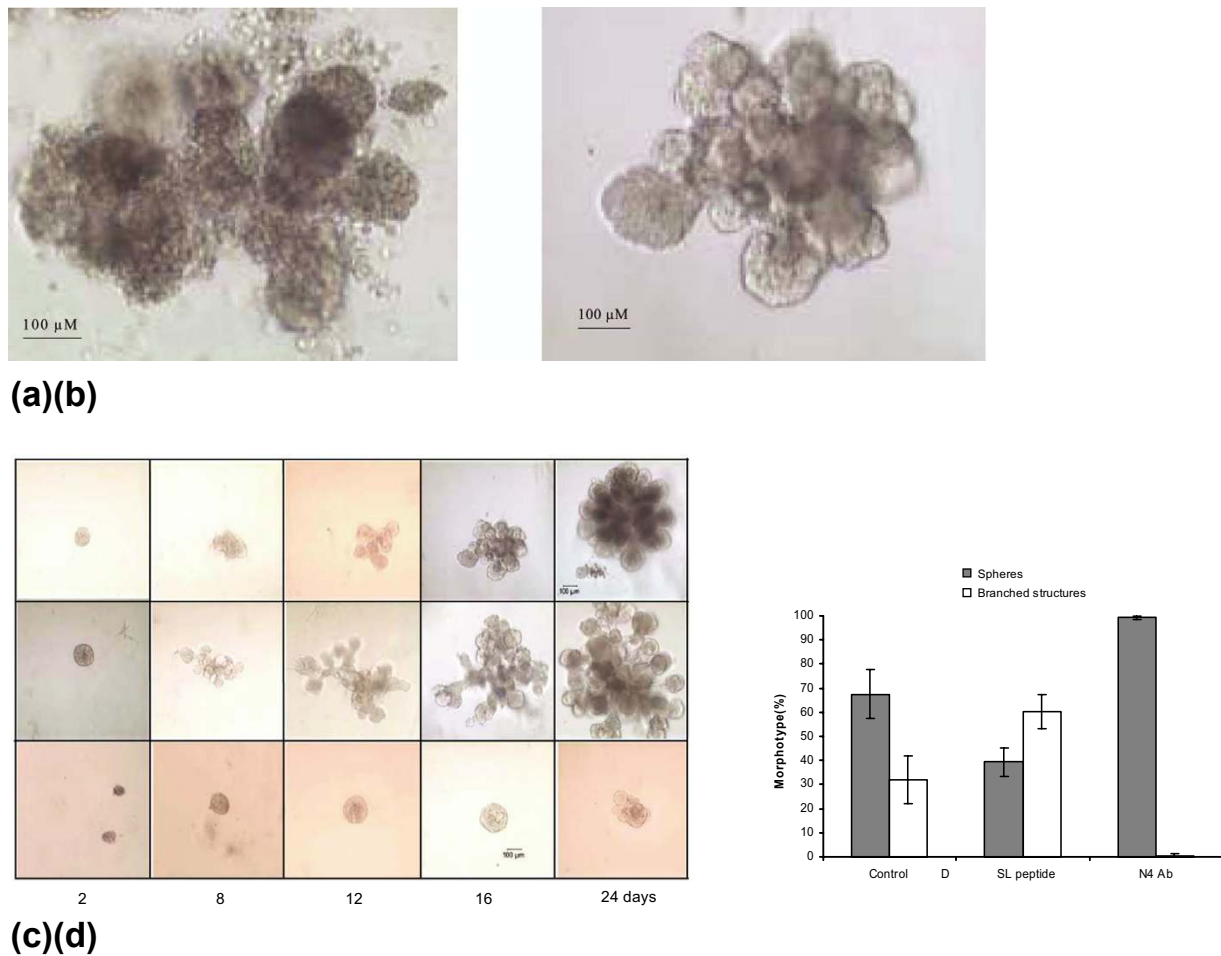 100 µM
100 µM
(a)(b)
100 µm
100 µm
2 8 12 16 24 days
(c)(d)
Spheres
Branched structures
Morphotype(%)
100
90
80
70
60
50
40
30
20
10
0
Control D SL peptide N4 Ab